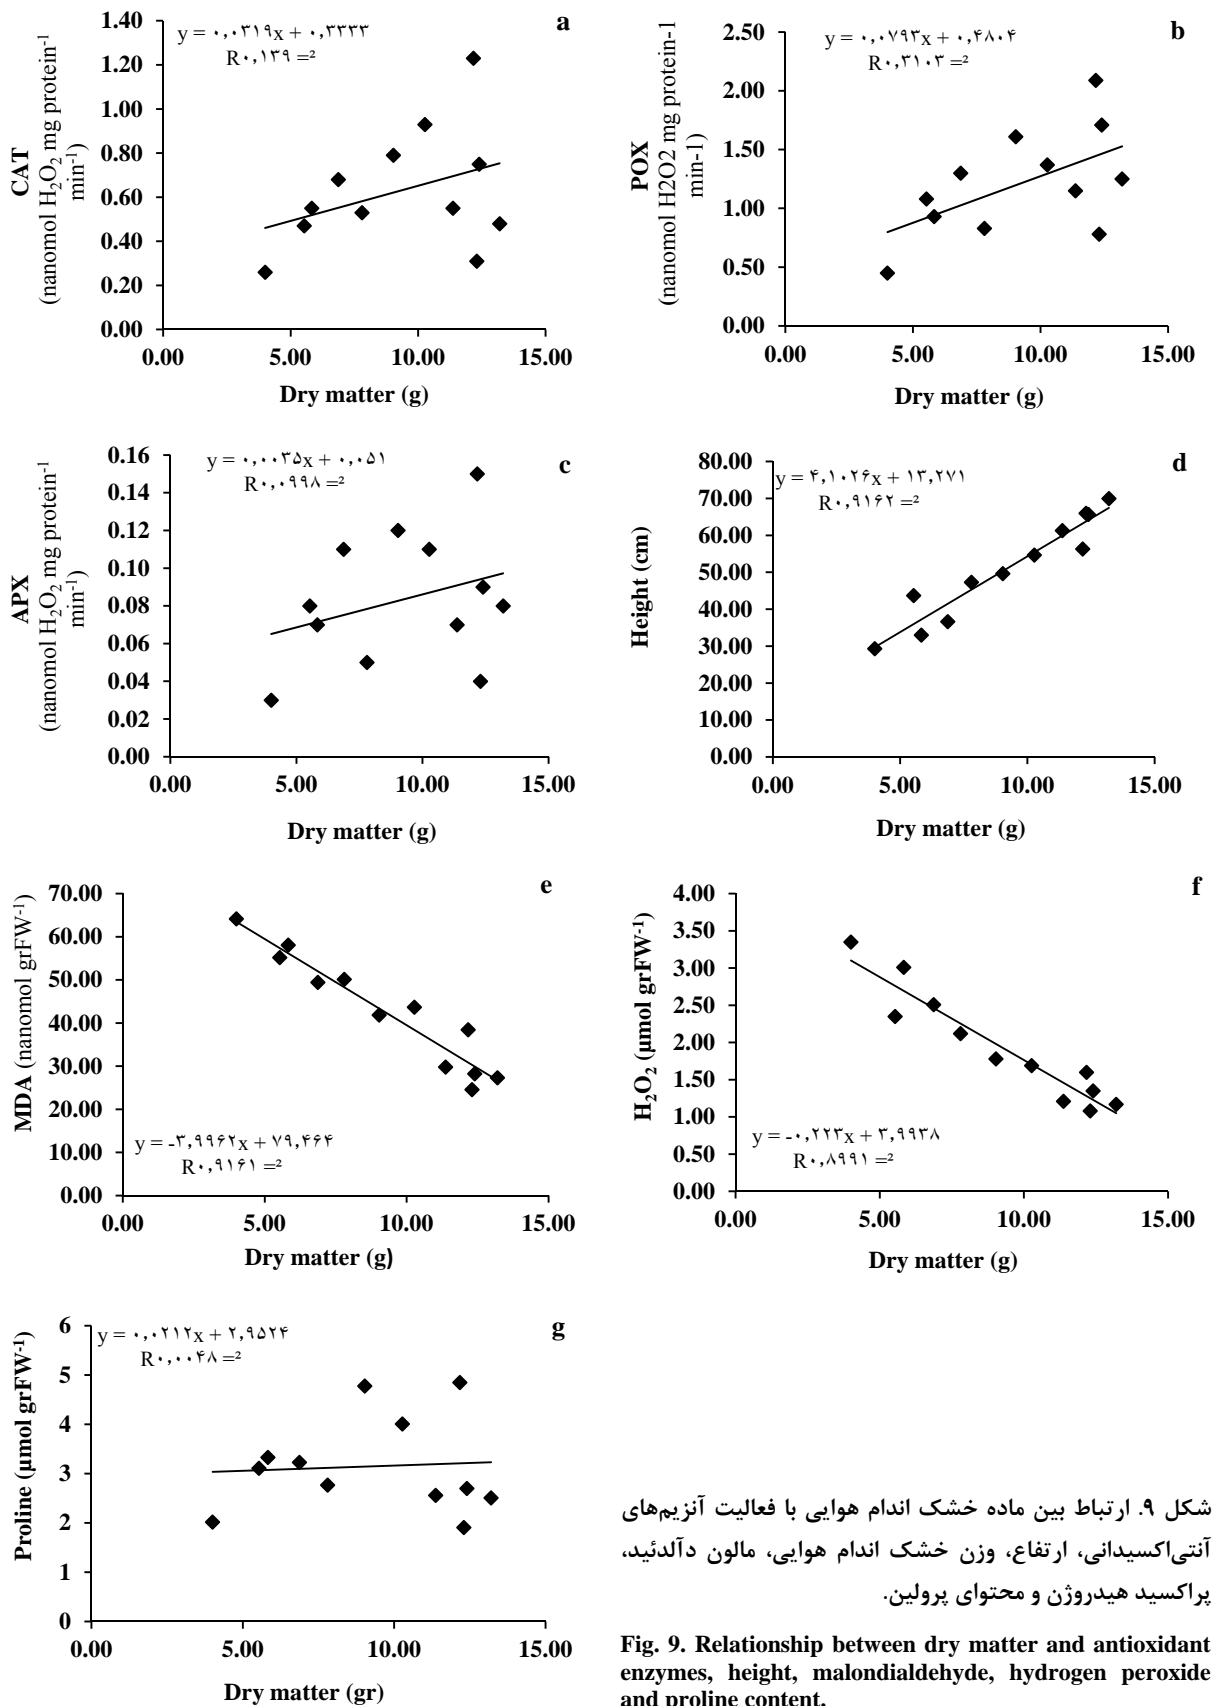 a
y = ۰,۰۳۱۹x + ۰,۳۳۳۳
R۰,۱۳۹ =²
CAT
(nanomol H₂O₂ mg protein⁻¹
min⁻¹)
1.40
1.20
1.00
0.80
0.60
0.40
0.20
0.00
0.00 5.00 10.00 15.00
Dry matter (g)
b
y = ۰,۰۷۹۳x + ۰,۴۸۰۴
R۰,۳۱۰۳ =²
POX
(nanomol H2O2 mg protein-1
min-1)
2.50
2.00
1.50
1.00
0.50
0.00
0.00 5.00 10.00 15.00
Dry matter (g)
c
y = ۰,۰۰۳۵x + ۰,۰۵۱
R۰,۰۹۹۸ =²
APX
(nanomol H₂O₂ mg protein⁻¹
min⁻¹)
0.16
0.14
0.12
0.10
0.08
0.06
0.04
0.02
0.00
0.00 5.00 10.00 15.00
Dry matter (g)
d
y = ۴,۱۰۲۶x + ۱۳,۲۷۱
R۰,۹۱۶۲ =²
Height (cm)
80.00
70.00
60.00
50.00
40.00
30.00
20.00
10.00
0.00
0.00 5.00 10.00 15.00
Dry matter (g)
e
MDA (nanomol grFW⁻¹)
70.00
60.00
50.00
40.00
30.00
20.00
10.00
0.00
y = -۳,۹۹۶۲x + ۷۹,۴۶۴
R۰,۹۱۶۱ =²
0.00 5.00 10.00 15.00
Dry matter (g)
f
H₂O₂ (µmol grFW⁻¹)
4.00
3.50
3.00
2.50
2.00
1.50
1.00
0.50
0.00
y = -۰,۲۲۳x + ۳,۹۹۳۸
R۰,۸۹۹۱ =²
0.00 5.00 10.00 15.00
Dry matter (g)
g
y = ۰,۰۲۱۲x + ۲,۹۵۲۴
R۰,۰۰۴۸ =²
Proline (µmol grFW⁻¹)
6
5
4
3
2
1
0
0.00 5.00 10.00 15.00
Dry matter (gr)
شکل ۹. ارتباط بین ماده خشک اندام هوایی با فعالیت آنزیم‌های
آنتی‌اکسیدانی، ارتفاع، وزن خشک اندام هوایی، مالون دآلدئید،
پراکسید هیدروژن و محتوای پرولین.
Fig. 9. Relationship between dry matter and antioxidant
enzymes, height, malondialdehyde, hydrogen peroxide
and proline content.